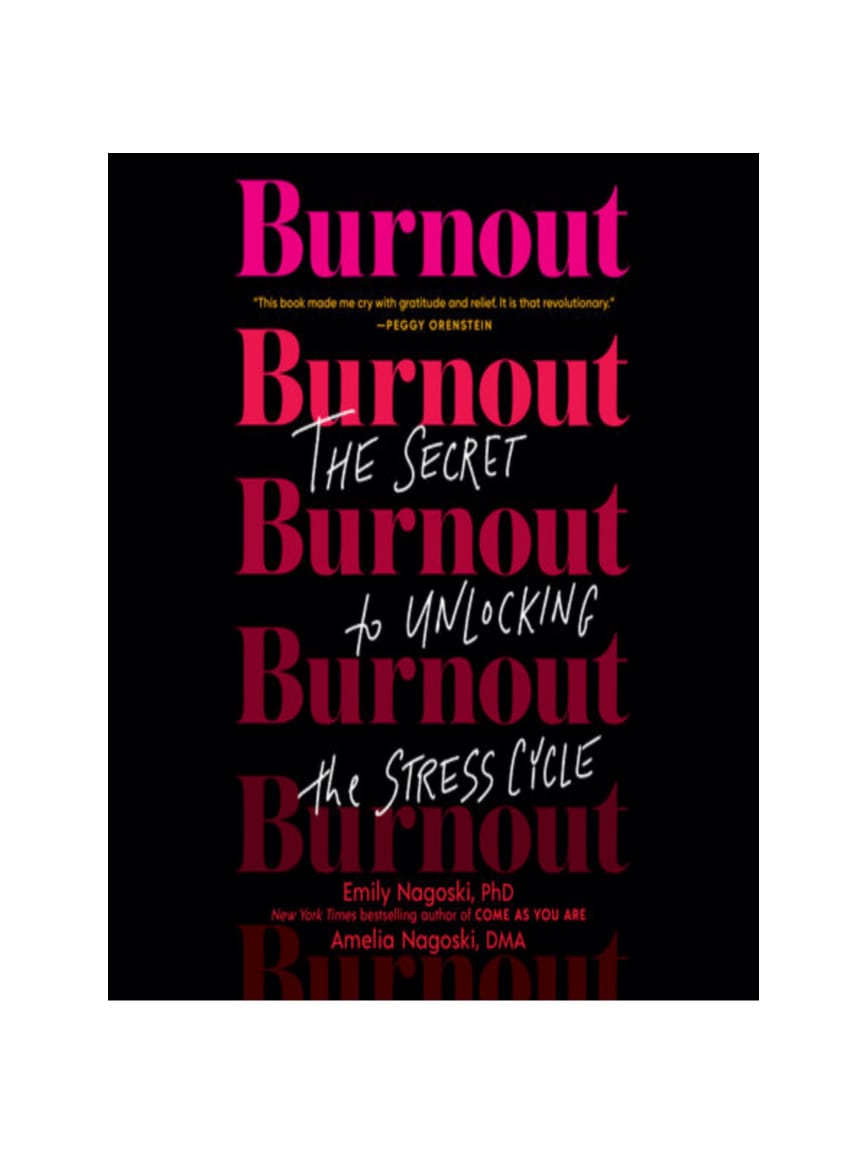 Burnout
"This book made me cry with gratitude and relief. It is that revolutionary."
—PEGGY ORENSTEIN
Burnout
THE SECRET
Burnout
to UNLOCKING
Burnout
the STRESS CYCLE
Burnout
Emily Nagoski, PhD
New York Times bestselling author of COME AS YOU ARE
Amelia Nagoski, DMA
Burnout